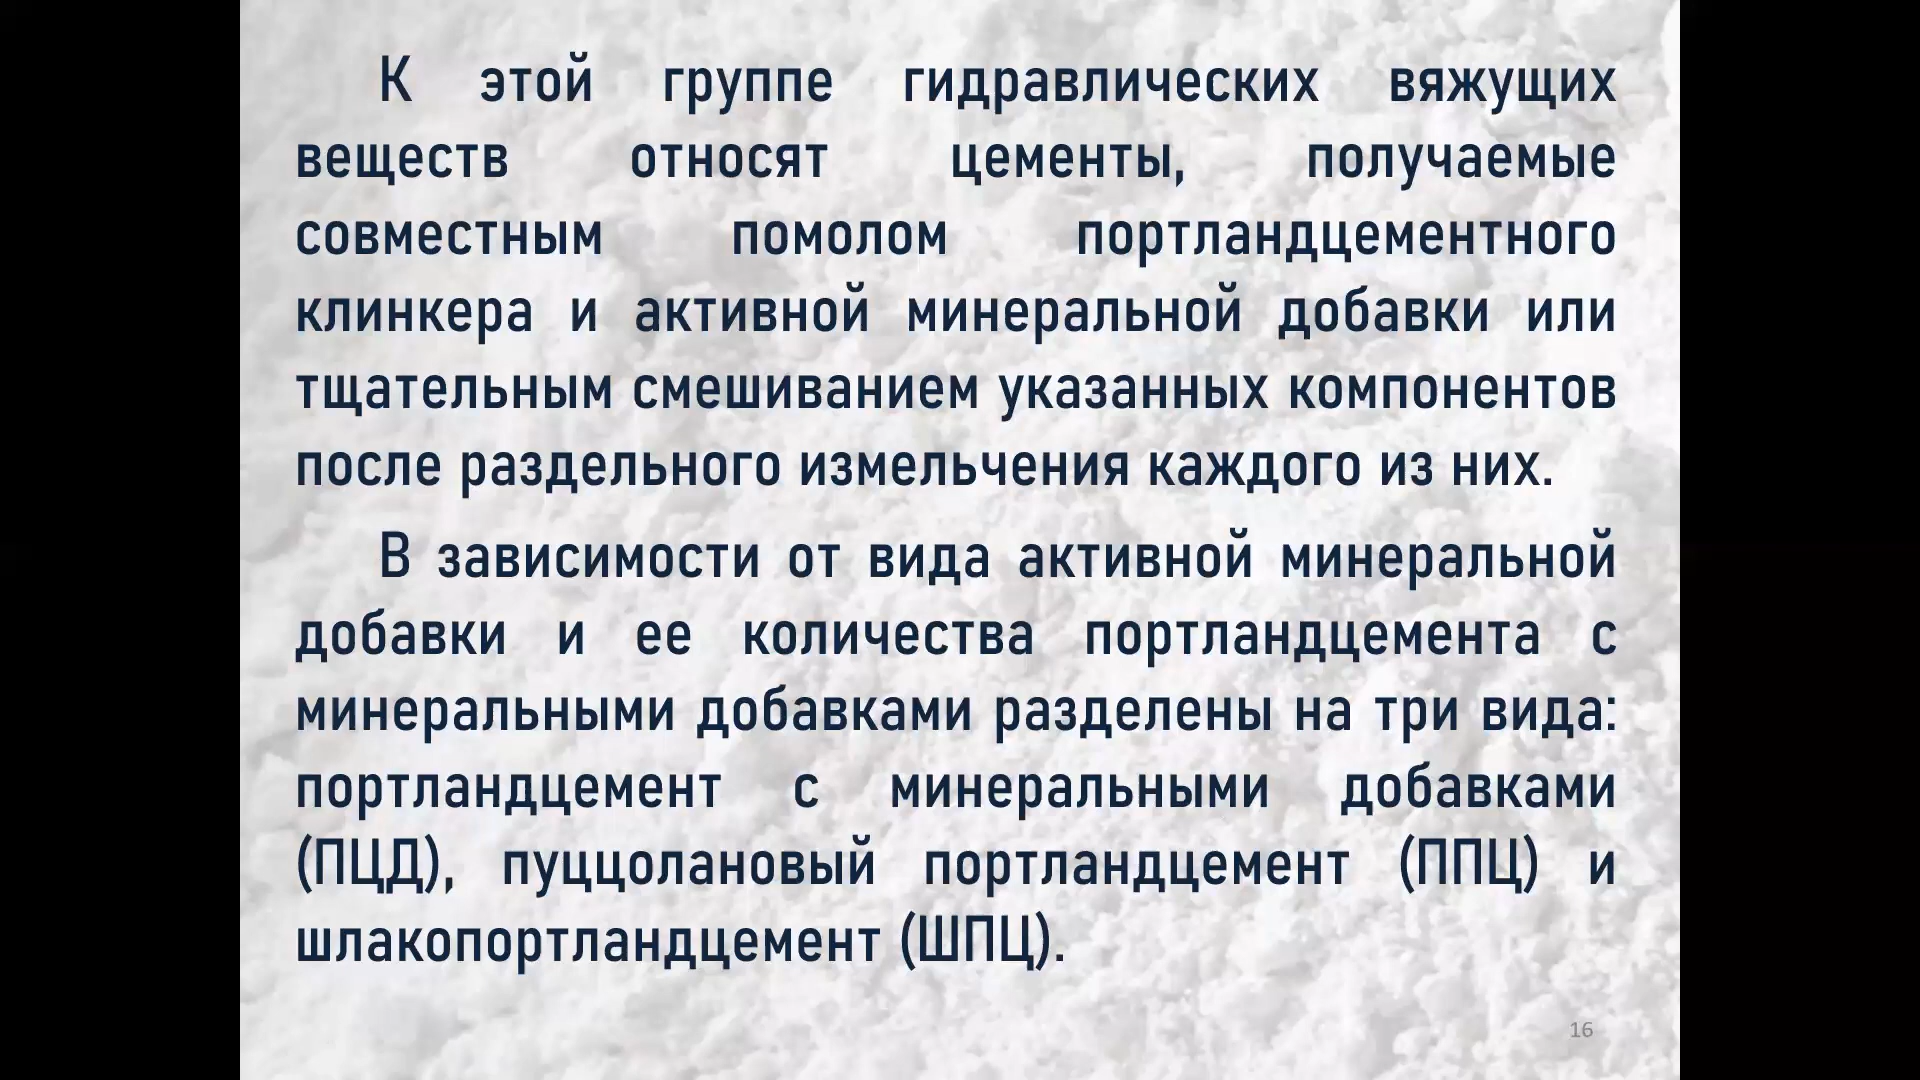 К этой группе гидравлических вяжущих
веществ относят цементы, получаемые
совместным помолом портландцементного
клинкера и активной минеральной добавки или
тщательным смешиванием указанных компонентов
после раздельного измельчения каждого из них.
В зависимости от вида активной минеральной
добавки и ее количества портландцемента с
минеральными добавками разделены на три вида:
портландцемент с минеральными добавками
(ПЦД), пуццолановый портландцемент (ППЦ) и
шлакопортландцемент (ШПЦ).
16